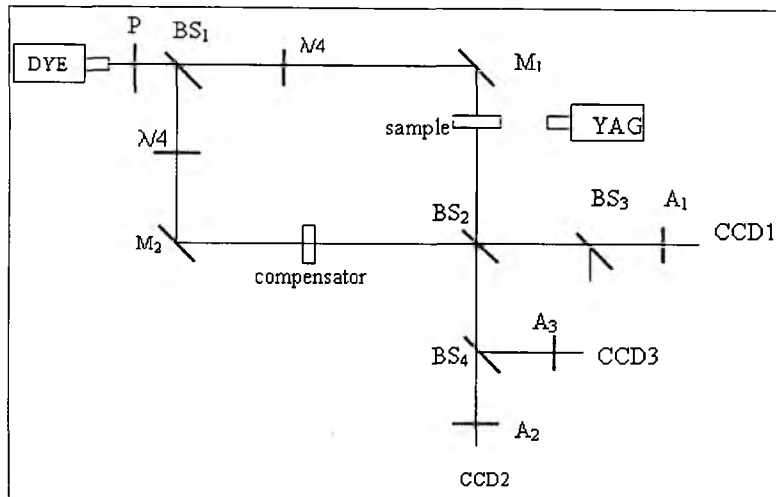 P
BS1
λ/4
M1
DYE
sample
YAG
λ/4
BS2
BS3
A1
M2
CCD1
compensator
A3
BS4
CCD3
A2
CCD2